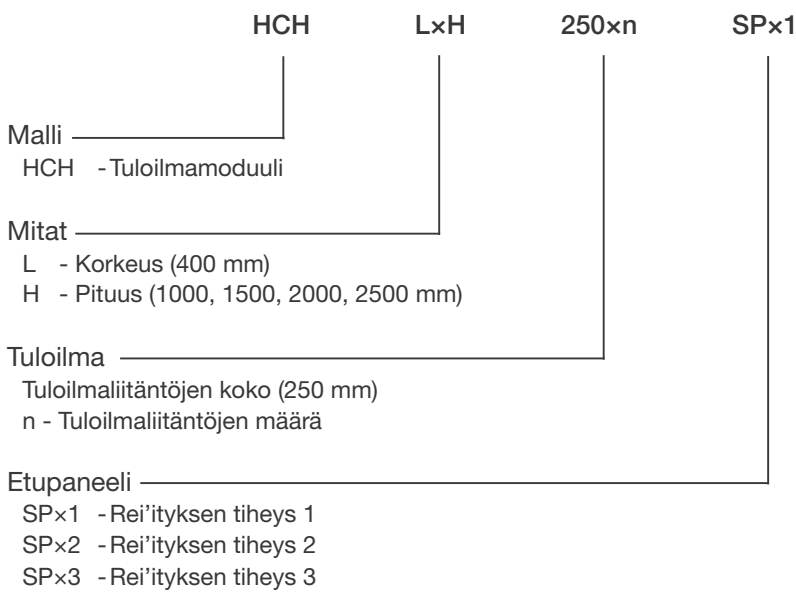 HCH L×H 250×n SP×1
Malli
HCH - Tuloilmamoduuli
Mitat
L - Korkeus (400 mm)
H - Pituus (1000, 1500, 2000, 2500 mm)
Tuloilma
Tuloilmaliitäntöjen koko (250 mm)
n - Tuloilmaliitäntöjen määrä
Etupaneeli
SP×1 - Rei’ityksen tiheys 1
SP×2 - Rei’ityksen tiheys 2
SP×3 - Rei’ityksen tiheys 3